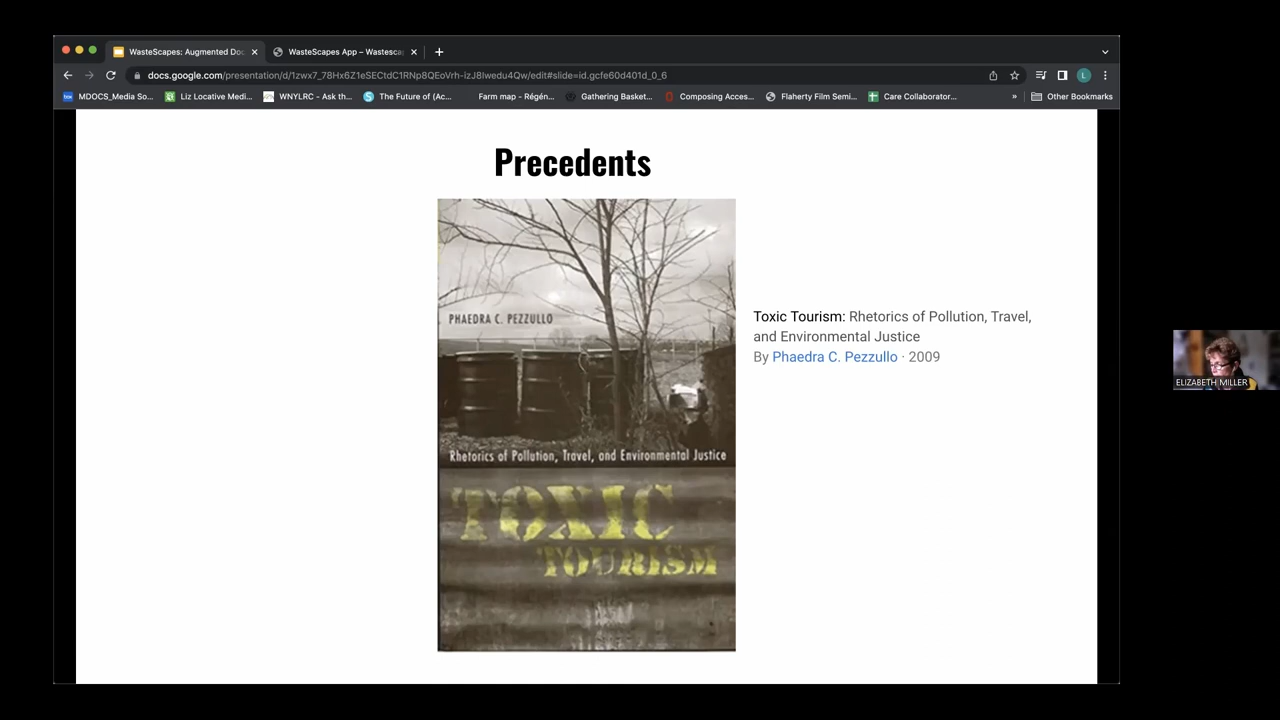 WasteScapes: Augmented Doc
WasteScapes App – Wastesca
docs.google.com/presentation/d/1zwx7_78Hx6Z1eSECtdC1RNp8QEoVrh-izJ8lwedu4Qw/edit#slide=id.gcfe60d401d_0_6
L
box
MDOCS_Media So...
Liz Locative Medi...
WNYLRC - Ask th...
The Future of (Ac...
Farm map - Régén...
Gathering Basket...
Composing Acces...
Flaherty Film Semi...
Care Collaborator...
»
Other Bookmarks
Precedents
PHAEDRA C. PEZZULLO
Rhetorics of Pollution, Travel, and Environmental Justice
TOXIC
TOURISM
Toxic Tourism: Rhetorics of Pollution, Travel,
and Environmental Justice
By Phaedra C. Pezzullo · 2009
ELIZABETH MILLER